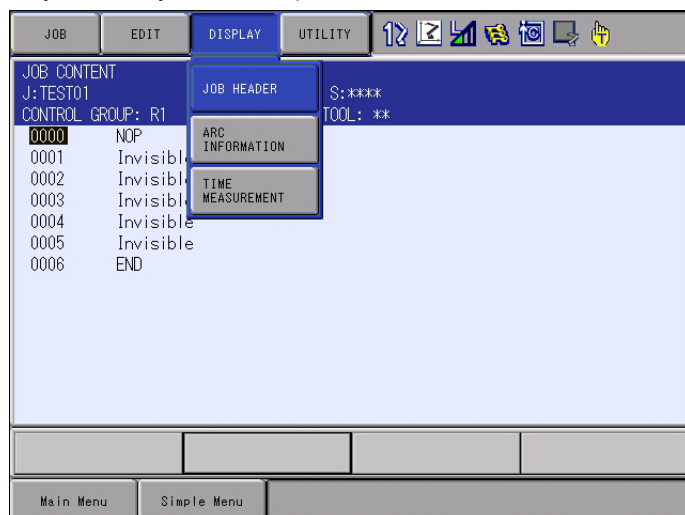 JOB EDIT DISPLAY UTILITY
JOB CONTENT
J:TEST01 S:****
CONTROL GROUP: R1 TOOL: **
JOB HEADER
ARC
INFORMATION
TIME
MEASUREMENT
0000 NOP
0001 Invisibl
0002 Invisibl
0003 Invisibl
0004 Invisible
0005 Invisible
0006 END
Main Menu Simple Menu